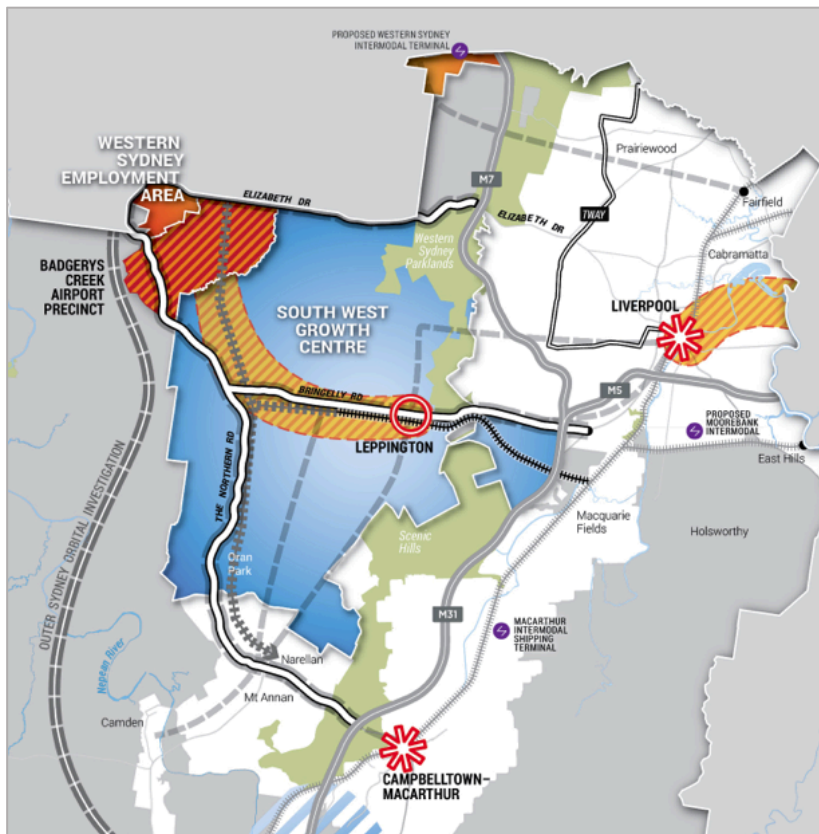 PROPOSED WESTERN SYDNEY
INTERMODAL TERMINAL
WESTERN
SYDNEY
EMPLOYMENT
AREA
ELIZABETH DR
M7
Prairiewood
TWAY
ELIZABETH DR
Fairfield
Cabramatta
Western
Sydney
Parklands
BADGERYS
CREEK
AIRPORT
PRECINCT
SOUTH WEST
GROWTH
CENTRE
LIVERPOOL
BRINGELLY RD
M5
LEPPINGTON
PROPOSED
MOOREBANK
INTERMODAL
East Hills
THE NORTHERN RD
OUTER SYDNEY ORBITAL INVESTIGATION
Macquarie
Fields
Holsworthy
Scenic
Hills
Oran
Park
M31
MACARTHUR
INTERMODAL
SHIPPING
TERMINAL
Nepean River
Narellan
Mt Annan
Camden
CAMPBELLTOWN–
MACARTHUR